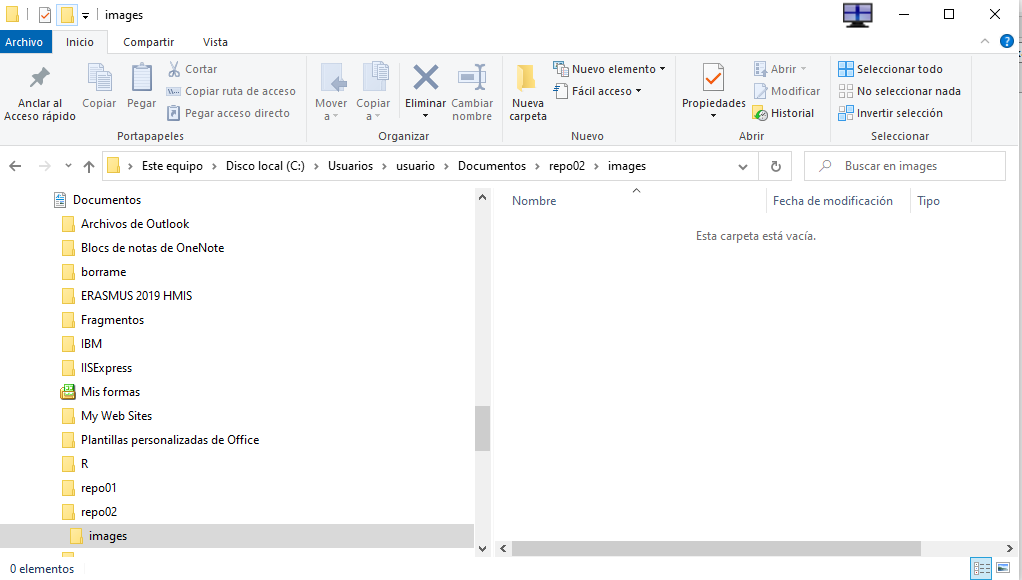 images
Archivo Inicio Compartir Vista
Anclar al Acceso rápido
Copiar
Pegar
Cortar
Copiar ruta de acceso
Pegar acceso directo
Portapapeles
Mover a
Copiar a
Eliminar
Cambiar nombre
Organizar
Nueva carpeta
Nuevo elemento
Fácil acceso
Nuevo
Propiedades
Abrir
Modificar
Historial
Abrir
Seleccionar todo
No seleccionar nada
Invertir selección
Seleccionar
Este equipo > Disco local (C:) > Usuarios > usuario > Documentos > repo02 > images
Buscar en images
Documentos
Archivos de Outlook
Blocs de notas de OneNote
borrame
ERASMUS 2019 HMIS
Fragmentos
IBM
IISExpress
Mis formas
My Web Sites
Plantillas personalizadas de Office
R
repo01
repo02
images
Nombre Fecha de modificación Tipo
Esta carpeta está vacía.
0 elementos